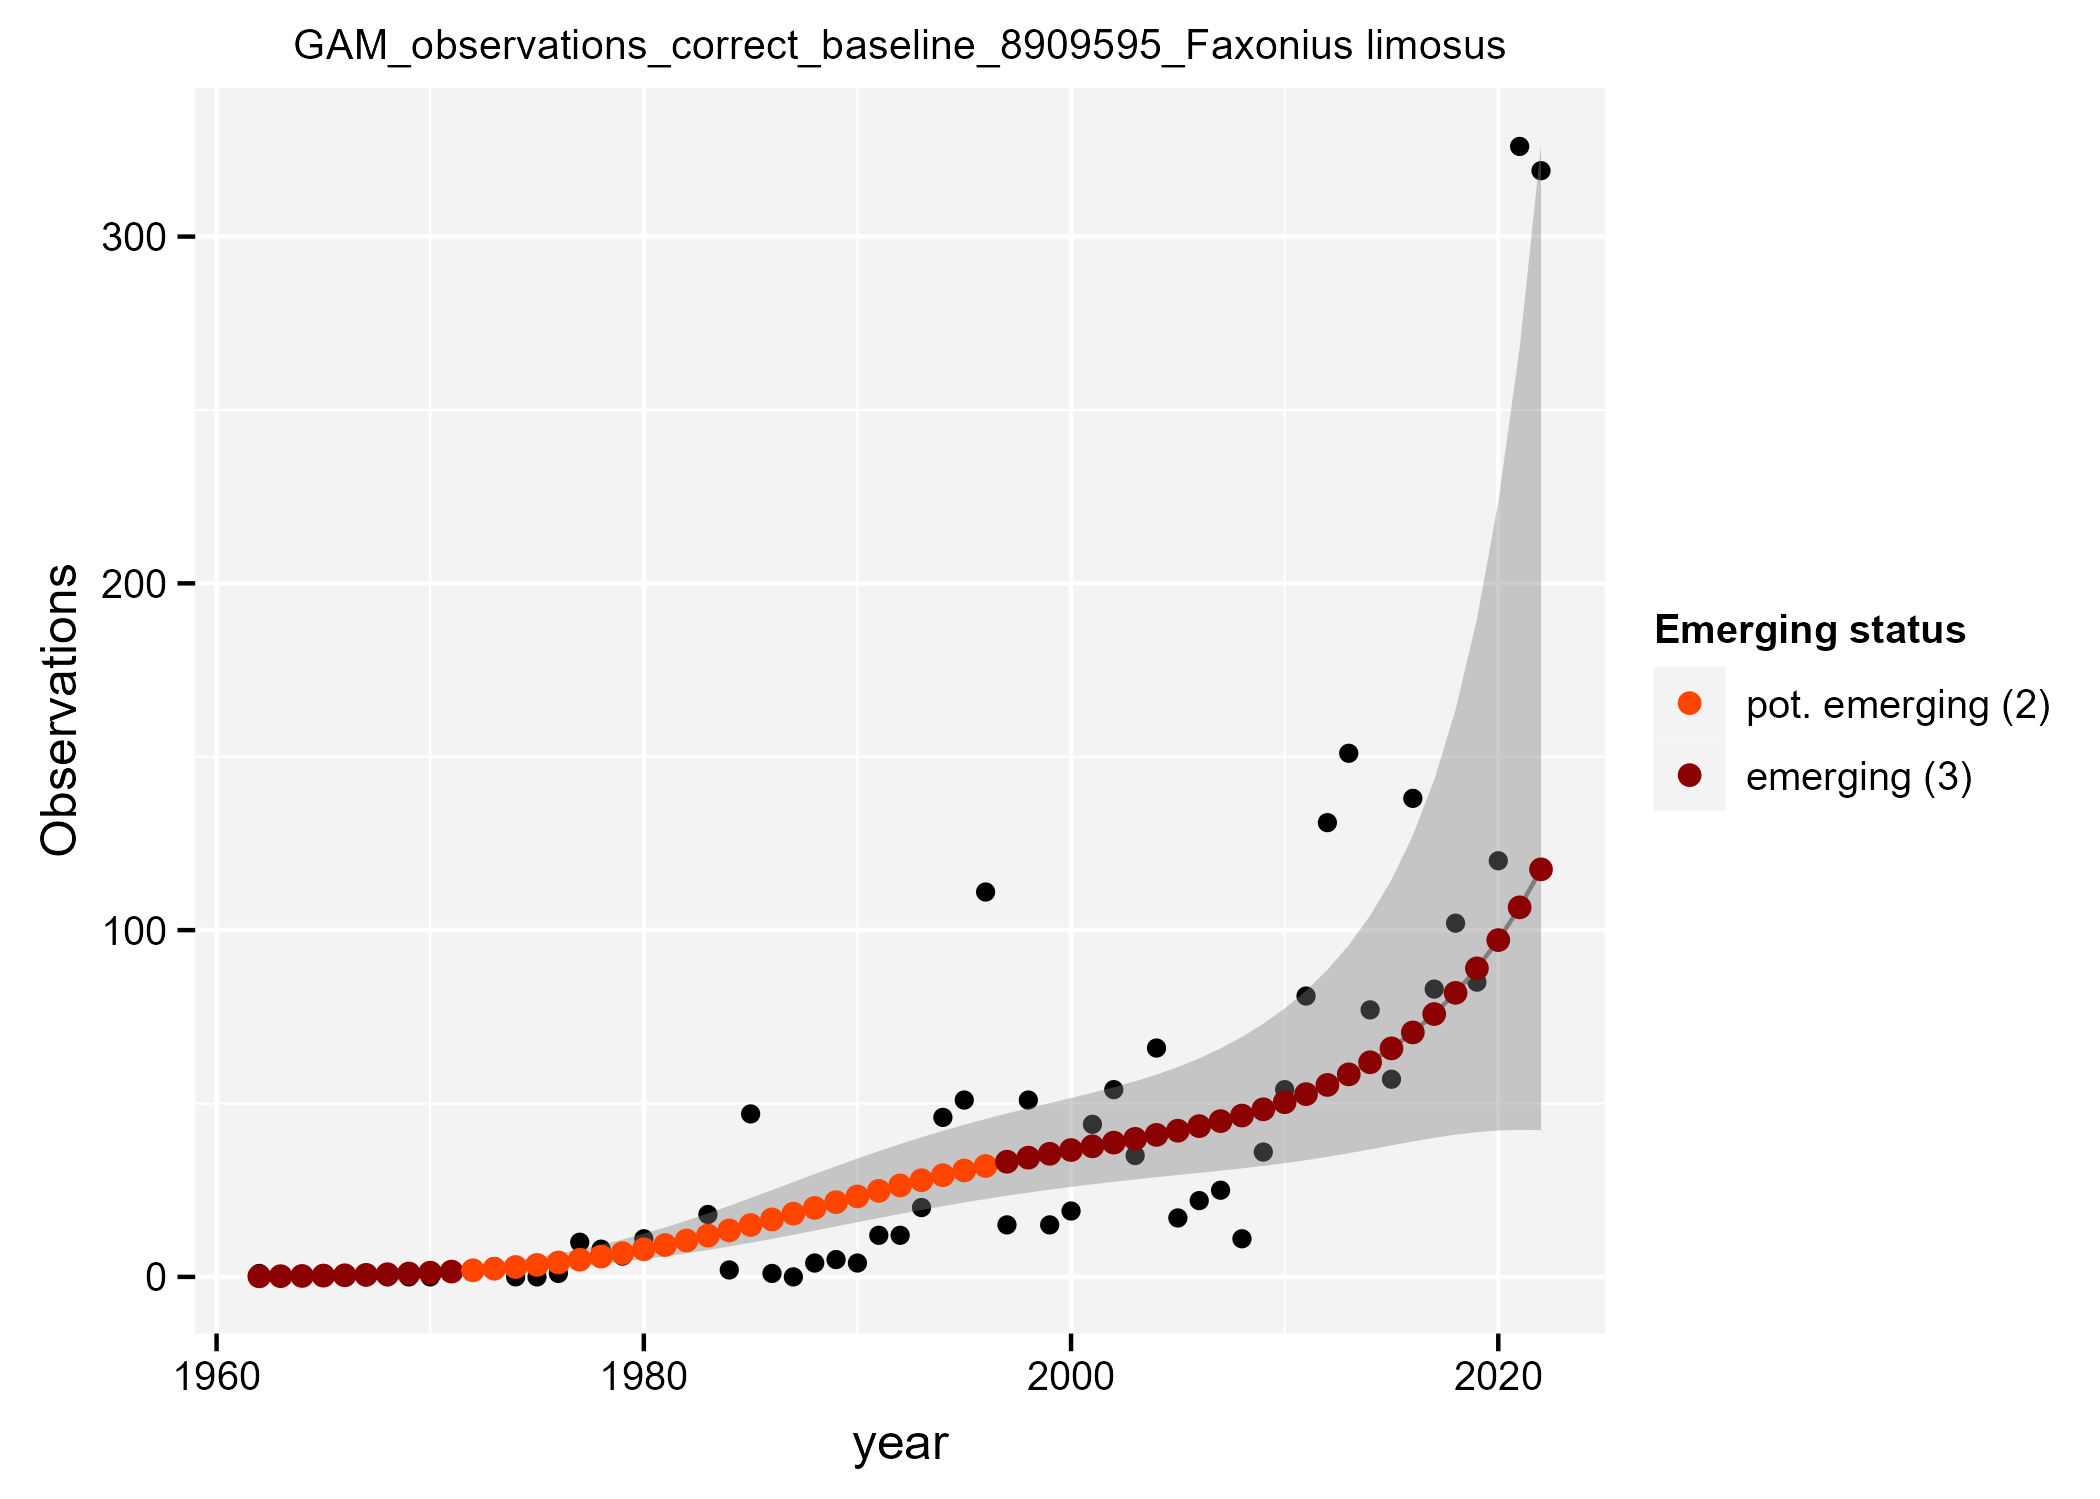 GAM_observations_correct_baseline_8909595_Faxonius limosus
Observations
300
200
100
0
1960
1980
2000
2020
year
Emerging status
pot. emerging (2)
emerging (3)